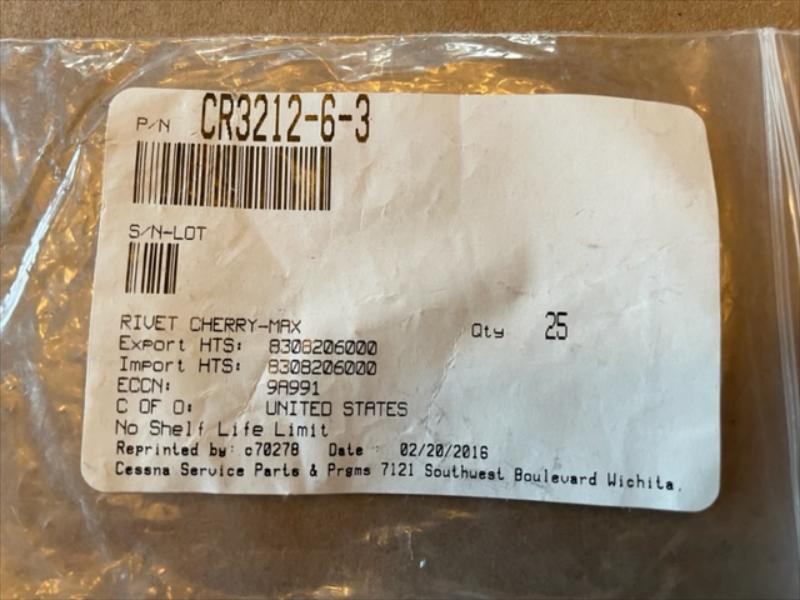 P/N CR3212-6-3
S/N-LOT
RIVET CHERRY-MAX
Qty 25
Export HTS: 8308206000
Import HTS: 8308206000
ECCN: 9A991
C OF O: UNITED STATES
No Shelf Life Limit
Reprinted by: c70278 Date : 02/20/2016
Cessna Service Parts & Prgms 7121 Southwest Boulevard Wichita,